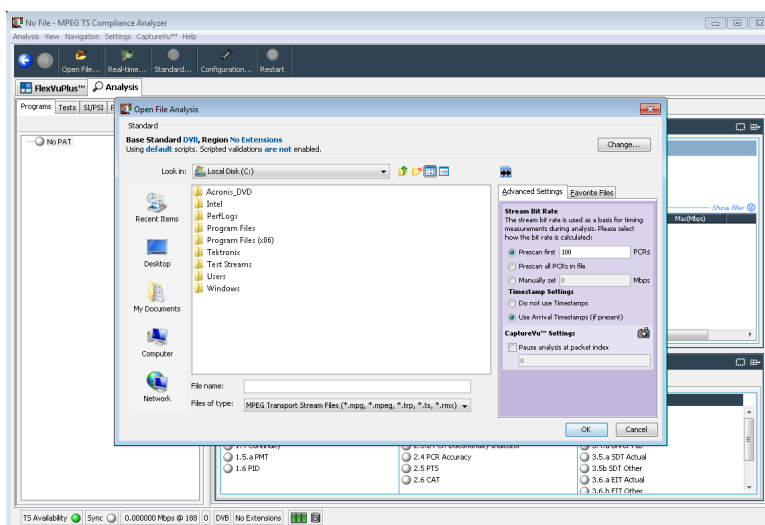 No File - MPEG TS Compliance Analyzer
Analysis View Navigation Settings CaptureVu™ Help
Open File... Real-time... Standard... Configuration... Restart
FlexVuPlus™ Analysis
Programs Tests SI/PSI
No PAT
Open File Analysis
Standard
Base Standard DVB, Region No Extensions
Using default scripts. Scripted validations are not enabled.
Change...
Look in: Local Disk (C:)
Recent Items
Desktop
My Documents
Computer
Network
Acronis_DVD
Intel
PerfLogs
Program Files
Program Files (x86)
Tektronix
Test Streams
Users
Windows
File name:
Files of type: MPEG Transport Stream Files (*.mpg, *.mpeg, *.trp, *.ts, *.rmx)
Advanced Settings Favorite Files
Stream Bit Rate
The stream bit rate is used as a basis for timing
measurements during analysis. Please select
how the bit rate is calculated:
Prescan first 100 PCRs
Prescan all PCRs in file
Manually set 0 Mbps
Timestamp Settings
Do not use Timestamps
Use Arrival Timestamps (if present)
CaptureVu™ Settings
Pause analysis at packet index
0
OK Cancel
Show filter
Max(Mbps)
1.5.a PMT
1.6 PID
2.4 PCR Accuracy
2.5 PTS
2.6 CAT
3.5.a SDT Actual
3.5b SDT Other
3.6.a EIT Actual
3.6.b EIT Other
TS Availability Sync 0.000000 Mbps @ 188 0 DVB No Extensions